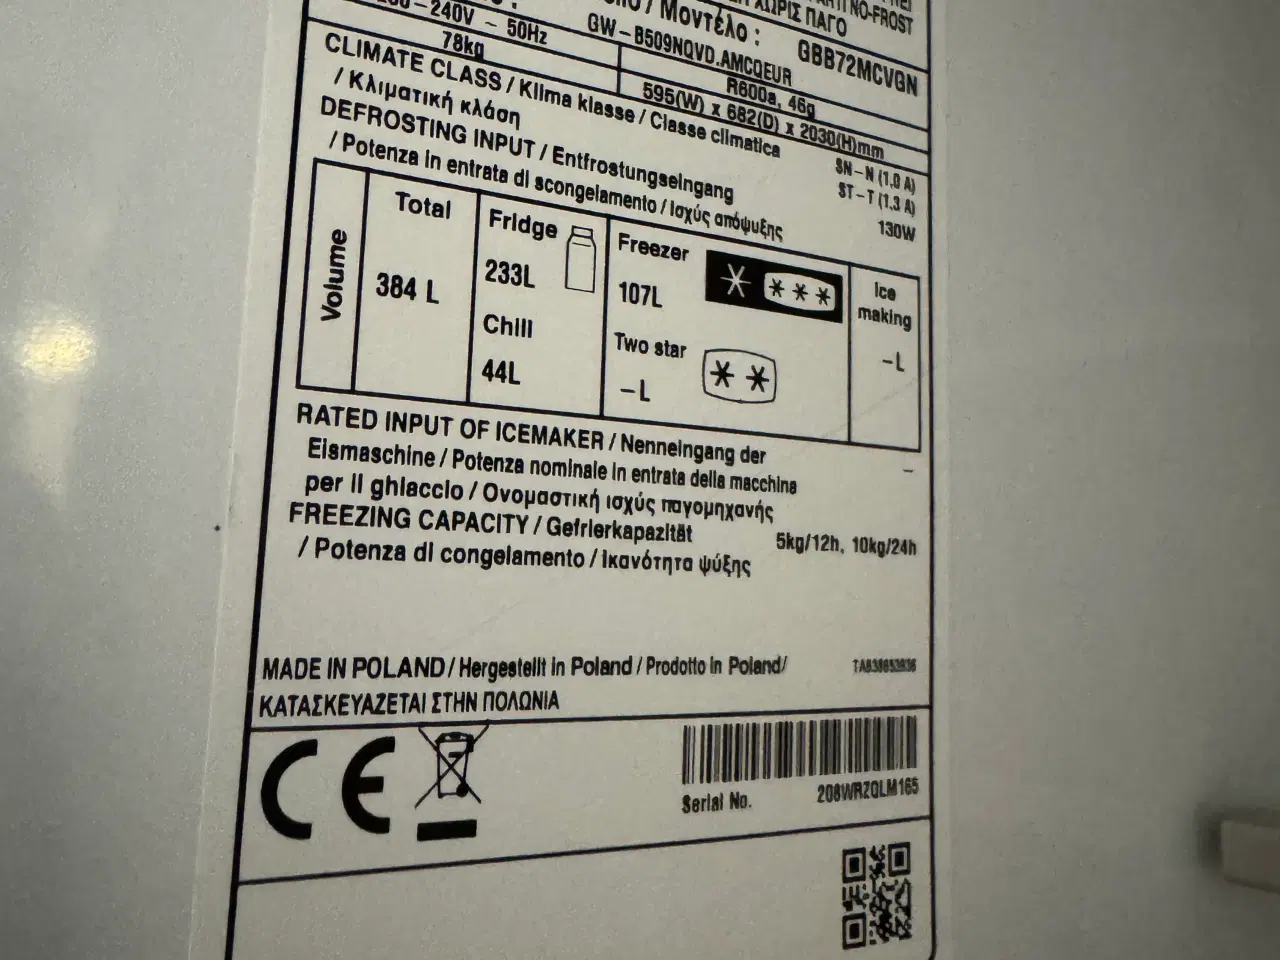 ΧΩΡΙΣ ΠΑΓΟ
NO-FROST
/ Μοντέλο :
GBB72MCVGN
-240V ~ 50Hz
GW-B509NQVD.AMCQEUR
78kg
R600a, 46g
595(W) x 682(D) x 2030(H)mm
CLIMATE CLASS / Klima klasse / Classe climatica
/ Κλιματική κλάση
SN-N (1.0 A)
ST-T (1.3 A)
DEFROSTING INPUT / Entfrostungseingang
/ Potenza in entrata di scongelamento / Ισχύς απόψυξης
130W
Volume
Total
384 L
Fridge
233L
Chill
44L
Freezer
107L
Two star
-L
Ice
making
-L
RATED INPUT OF ICEMAKER / Nenneingang der
Eismaschine / Potenza nominale in entrata della macchina
per il ghiaccio / Ονομαστική ισχύς παγομηχανής
-
FREEZING CAPACITY / Gefrierkapazität
/ Potenza di congelamento / Ικανότητα ψύξης
5kg/12h, 10kg/24h
MADE IN POLAND / Hergestellt in Poland / Prodotto in Poland/
ΚΑΤΑΣΚΕΥΑΖΕΤΑΙ ΣΤΗΝ ΠΟΛΩΝΙΑ
CE
Serial No.
208WRZQLM165